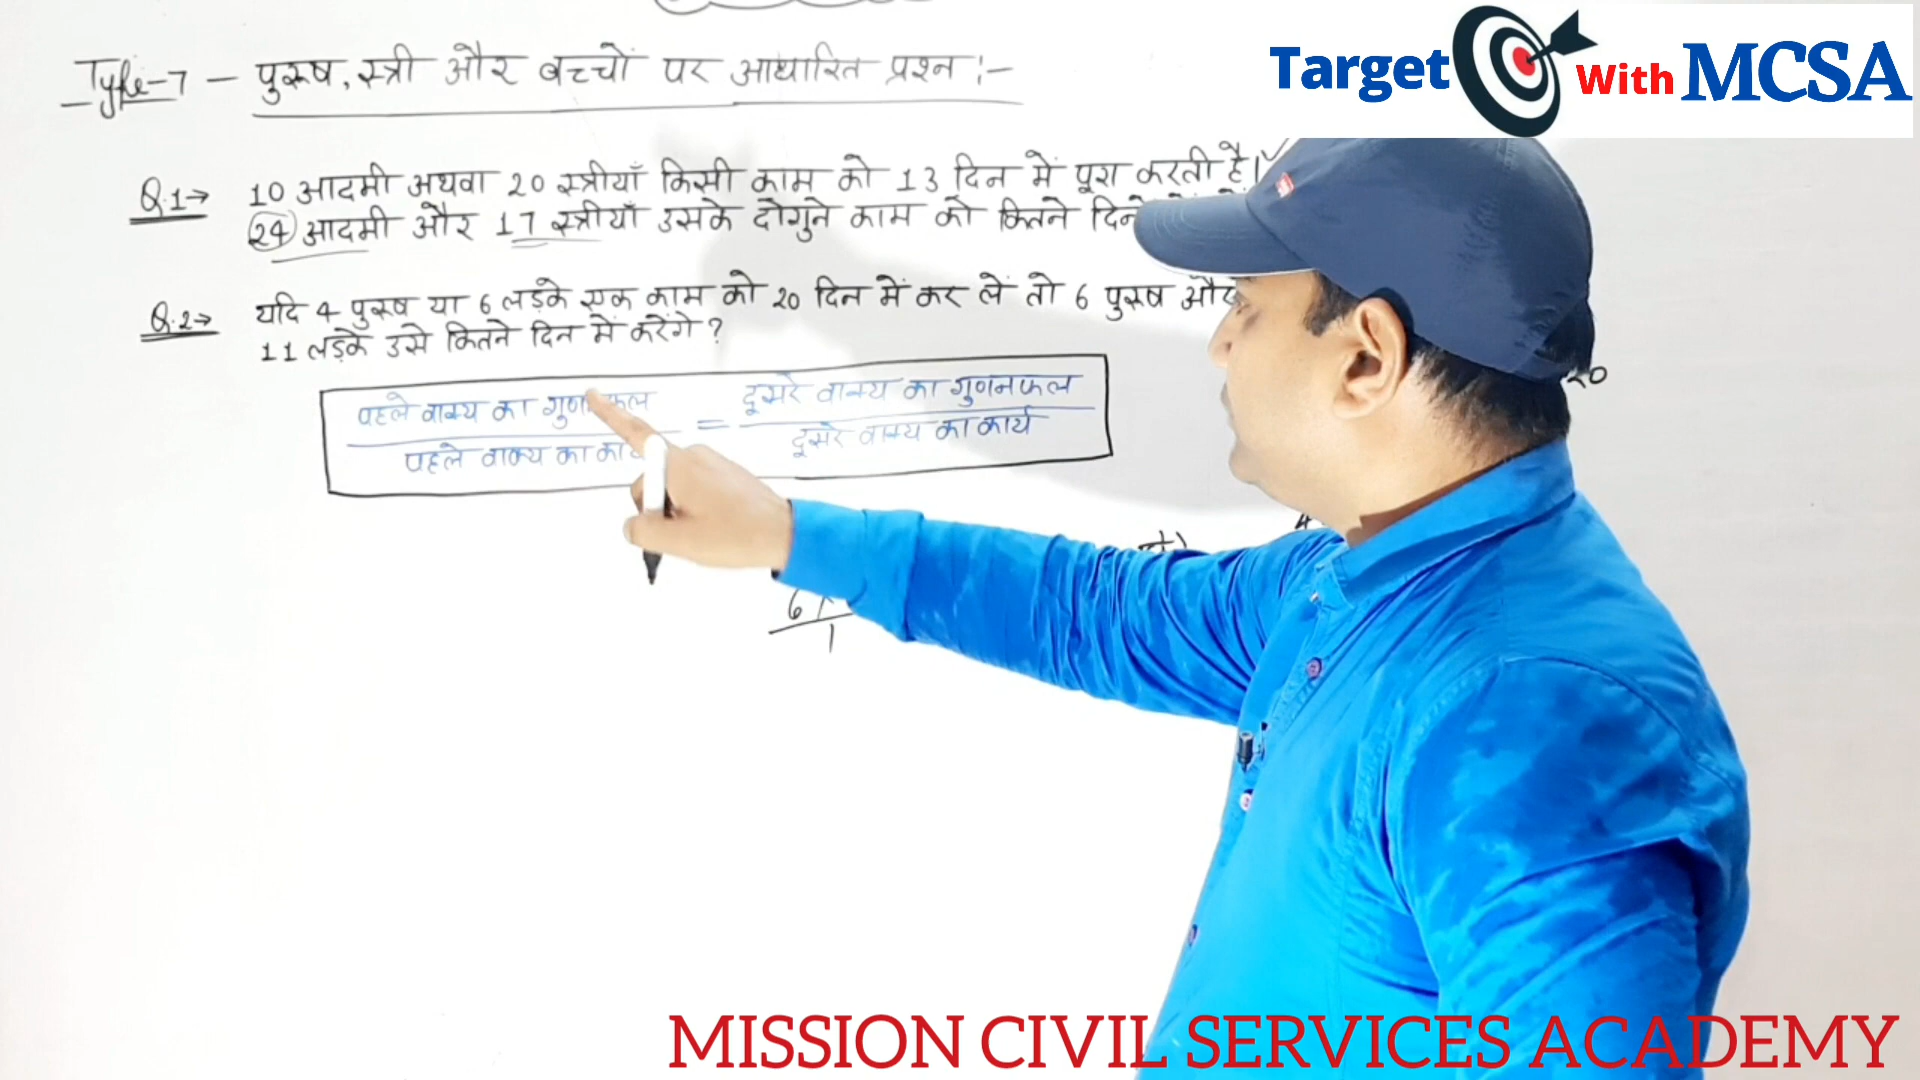 Target With MCSA
Type-7 - पुरूष, स्त्री और बच्चों पर आधारित प्रश्न:-
Q.1→ 10 आदमी अथवा 20 स्त्रीयाँ किसी काम को 13 दिन में पूरा करती है।
24 आदमी और 17 स्त्रीयाँ उसके दोगुने काम को कितने
Q.2→ यदि 4 पुरूष या 6 लड़के एक काम को 20 दिन में कर लें तो 6 पुरूष और
11 लड़के उसे कितने दिन में करेंगे?
पहले वाक्य का = दूसरे वाक्य का गुणनफल
पहले वाक्य का दूसरे वाक्य का कार्य
20
MISSION CIVIL SERVICES ACADEMY